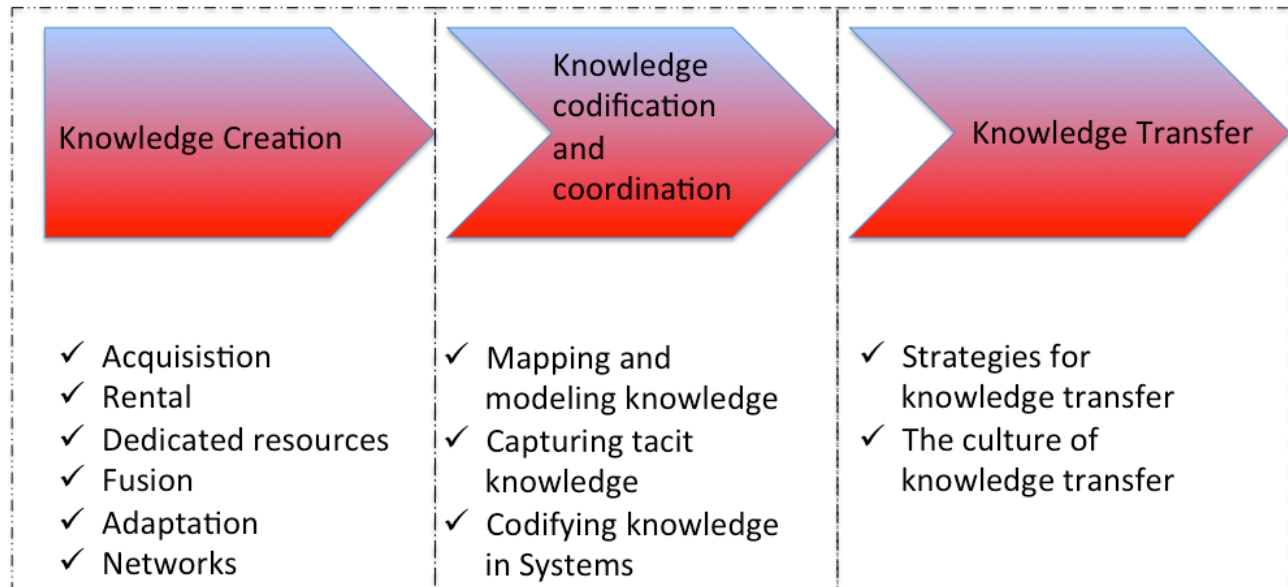 Knowledge Creation
Knowledge
codification
and
coordination
Knowledge Transfer
✓ Acquisistion
✓ Rental
✓ Dedicated resources
✓ Fusion
✓ Adaptation
✓ Networks
✓ Mapping and
modeling knowledge
✓ Capturing tacit
knowledge
✓ Codifying knowledge
in Systems
✓ Strategies for
knowledge transfer
✓ The culture of
knowledge transfer